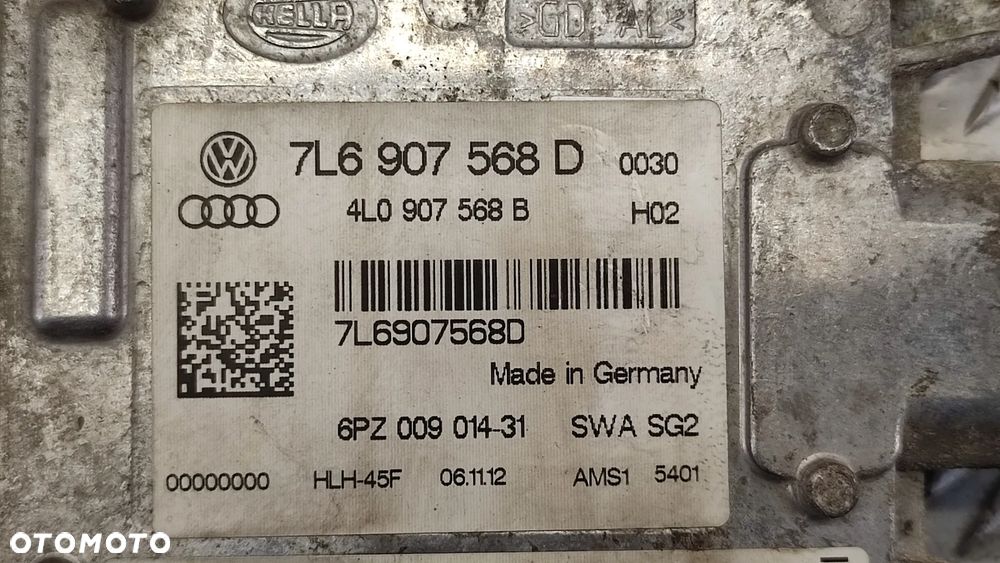 HELLA
>GD AL<
7L6 907 568 D 0030
4L0 907 568 B H02
7L6907568D
Made in Germany
6PZ 009 014-31 SWA SG2
00000000 HLH-45F 06.11.12 AMS1 5401
OTOMOTO